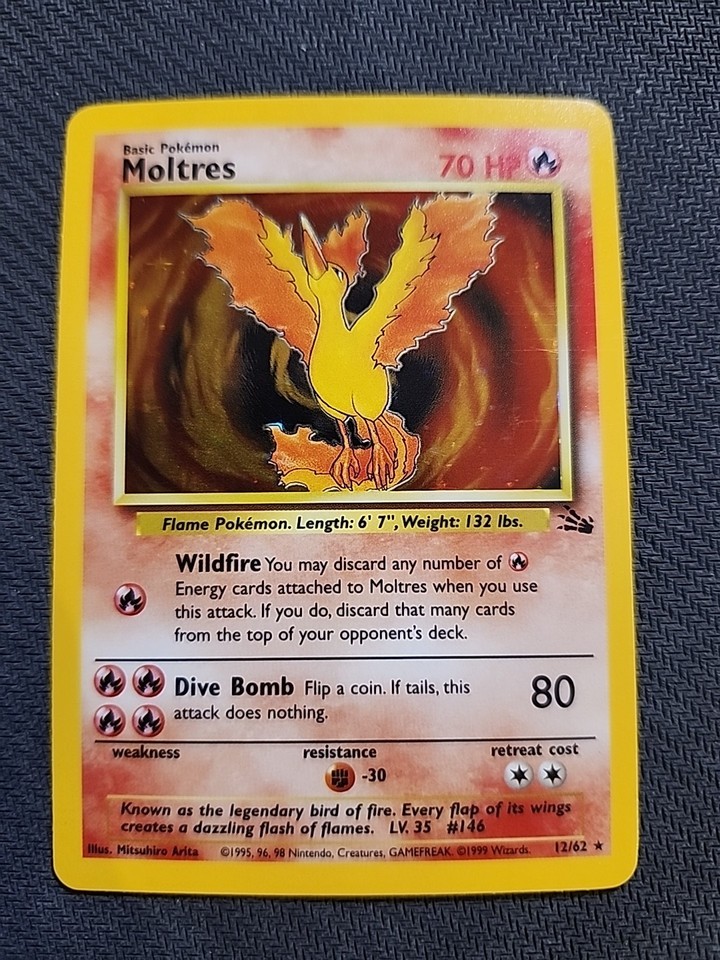 Basic Pokémon
Moltres
70 HP
Flame Pokémon. Length: 6' 7", Weight: 132 lbs.
Wildfire You may discard any number of
Energy cards attached to Moltres when you use
this attack. If you do, discard that many cards
from the top of your opponent's deck.
Dive Bomb Flip a coin. If tails, this
attack does nothing.
80
weakness
resistance
retreat cost
-30
Known as the legendary bird of fire. Every flap of its wings
creates a dazzling flash of flames. LV. 35 #146
Illus. Mitsuhiro Arita ©1995, 96, 98 Nintendo, Creatures, GAMEFREAK. ©1999 Wizards. 12/62 ★